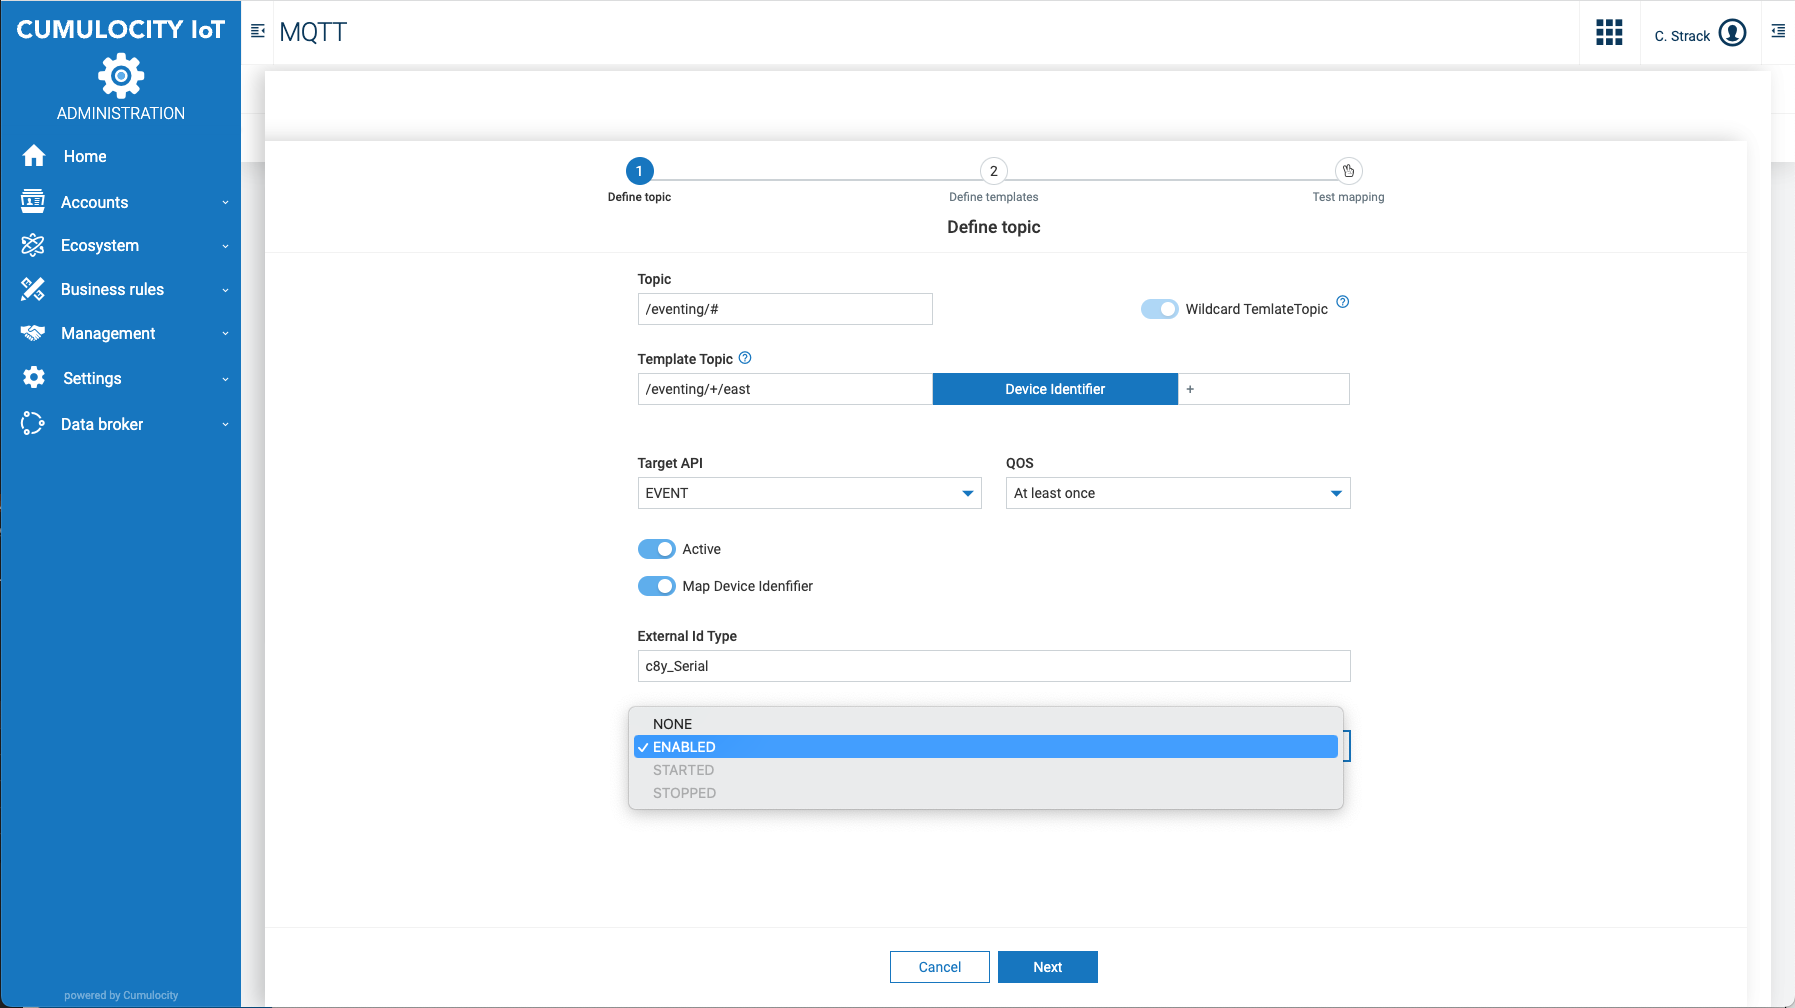 CUMULOCITY IoT
ADMINISTRATION
Home
Accounts
Ecosystem
Business rules
Management
Settings
Data broker
powered by Cumulocity
MQTT
C. Strack
1
Define topic
2
Define templates
Test mapping
Define topic
Topic
/eventing/#
Wildcard TemlateTopic
Template Topic
/eventing/+/east
Device Identifier
+
Target API
QOS
EVENT
At least once
Active
Map Device Idenfifier
External Id Type
c8y_Serial
NONE
✓ ENABLED
STARTED
STOPPED
Cancel
Next